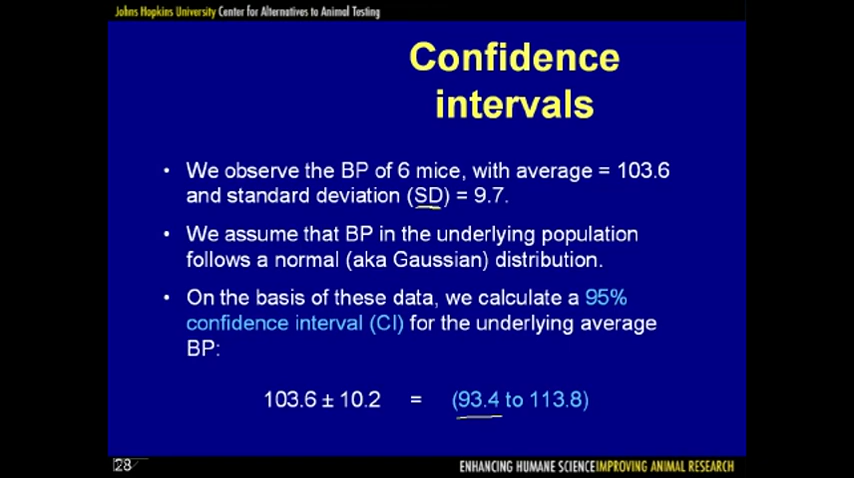 Johns Hopkins University Center for Alternatives to Animal Testing
Confidence
intervals
• We observe the BP of 6 mice, with average = 103.6
and standard deviation (SD) = 9.7.
• We assume that BP in the underlying population
follows a normal (aka Gaussian) distribution.
• On the basis of these data, we calculate a 95%
confidence interval (CI) for the underlying average
BP:
103.6 ± 10.2 = (93.4 to 113.8)
28
ENHANCING HUMANE SCIENCE IMPROVING ANIMAL RESEARCH